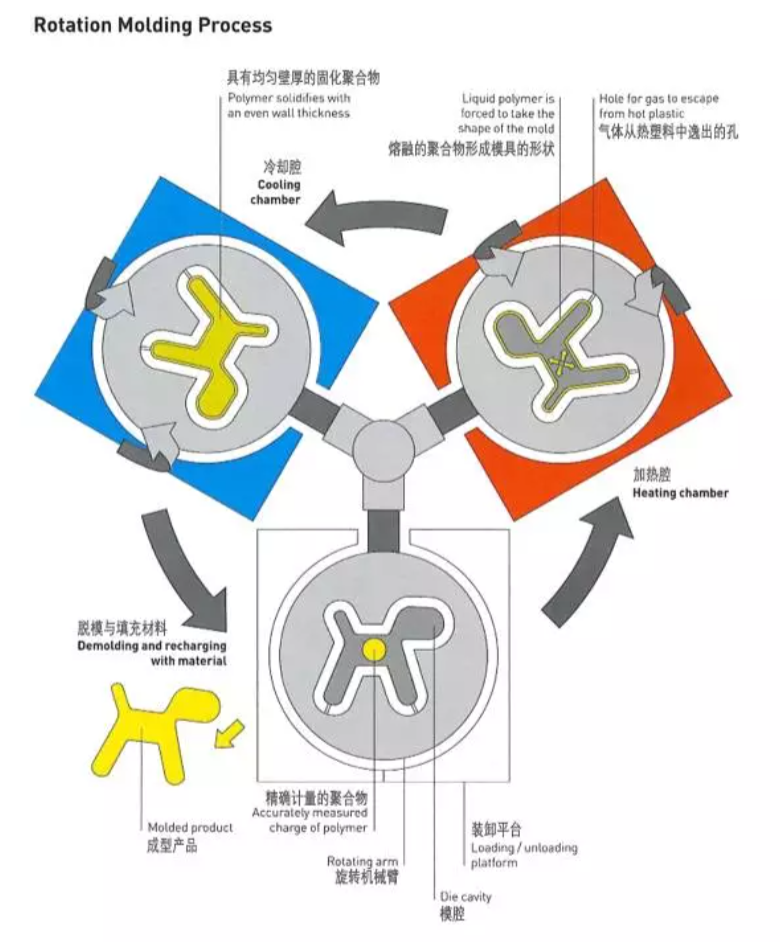 Rotation Molding Process
具有均匀壁厚的固化聚合物
Polymer solidifies with
an even wall thickness
Liquid polymer is
forced to take the
shape of the mold
熔融的聚合物形成模具的形状
Hole for gas to escape
from hot plastic
气体从热塑料中逸出的孔
冷却腔
Cooling
chamber
加热腔
Heating chamber
脱模与填充材料
Demolding and recharging
with material
Molded product
成型产品
精确计量的聚合物
Accurately measured
charge of polymer
Rotating arm
旋转机械臂
装卸平台
Loading / unloading
platform
Die cavity
模腔